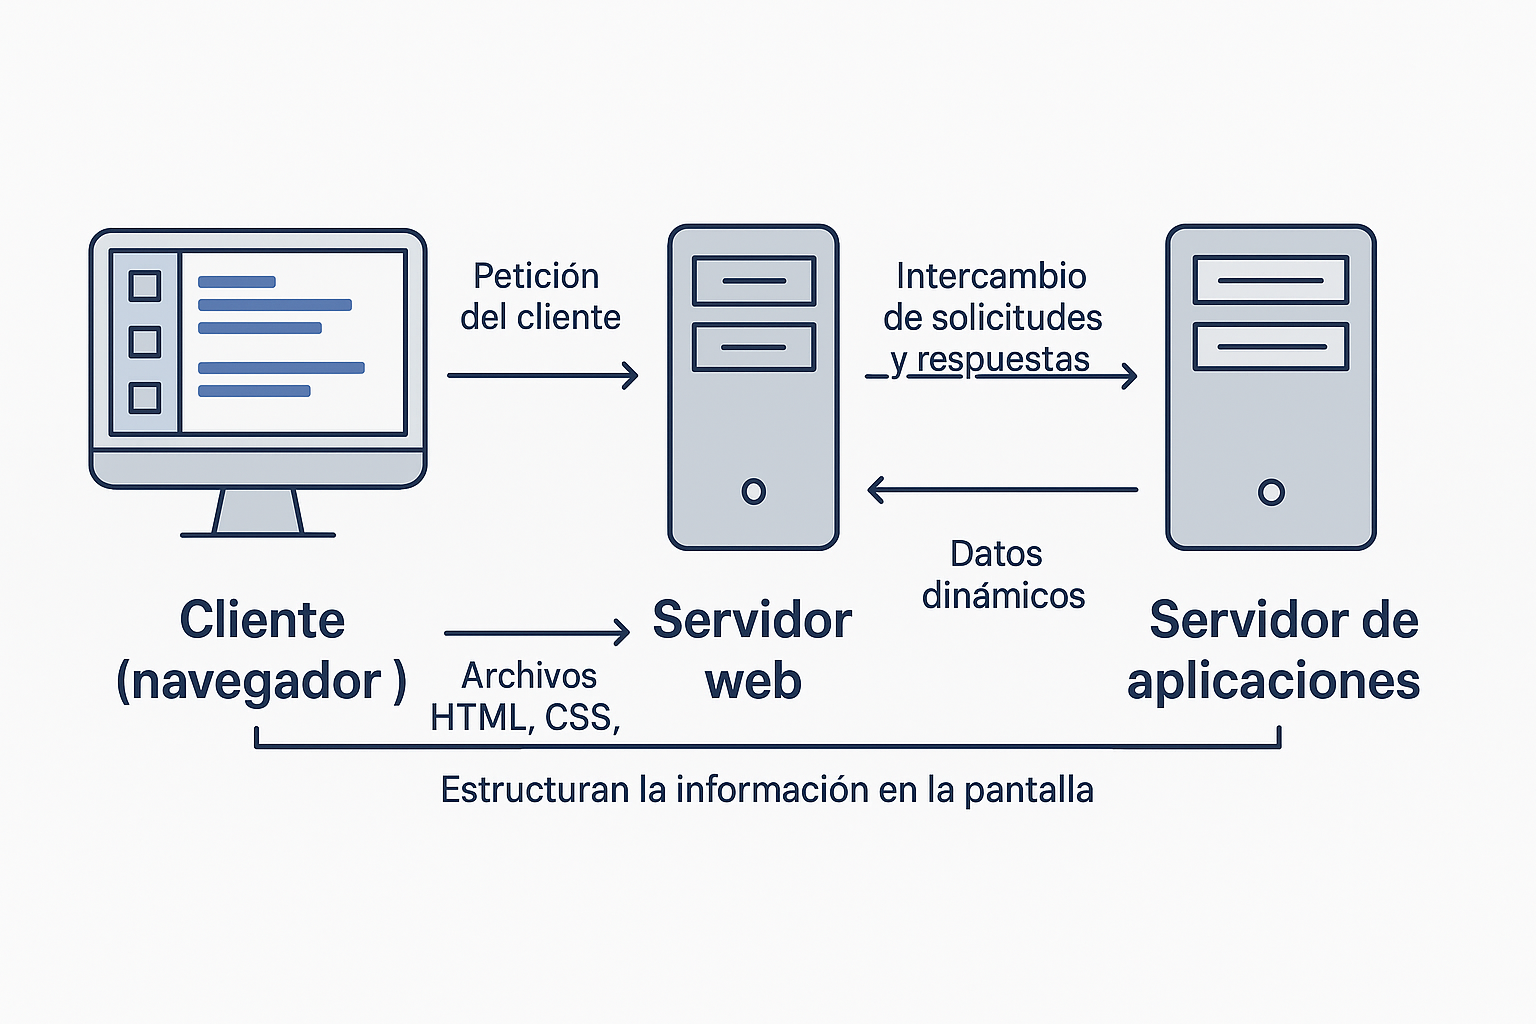 Petición
del cliente
Intercambio
de solicitudes
y respuestas
Datos
dinámicos
Cliente
(navegador )
Archivos
HTML, CSS,
Servidor
web
Servidor de
aplicaciones
Estructuran la información en la pantalla